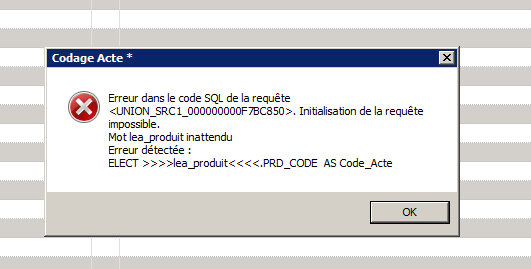 Codage Acte *
Erreur dans le code SQL de la requête
<UNION_SRC1_000000000F7BC850>. Initialisation de la requête
impossible.
Mot lea_produit inattendu
Erreur détectée :
ELECT >>>>lea_produit<<<<.PRD_CODE  AS Code_Acte
OK